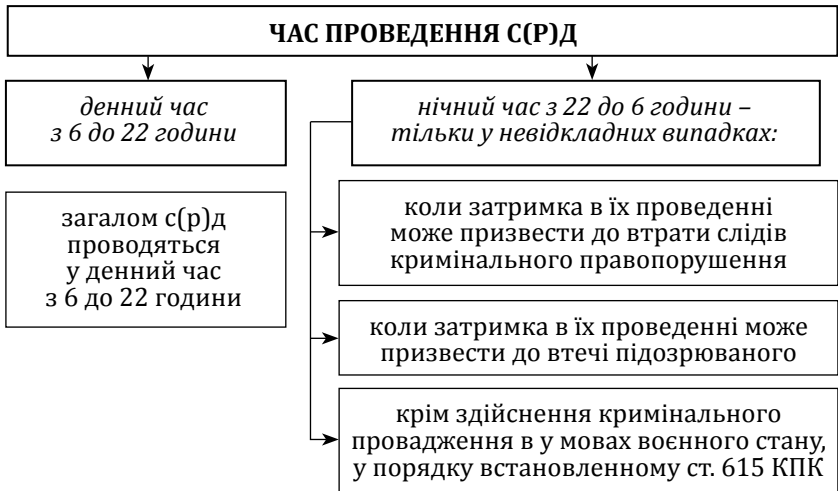 ЧАС ПРОВЕДЕННЯ С(Р)Д
денний час
з 6 до 22 години
нічний час з 22 до 6 години –
тільки у невідкладних випадках:
загалом с(р)д
проводяться
у денний час
з 6 до 22 години
коли затримка в їх проведенні
може призвести до втрати слідів
кримінального правопорушення
коли затримка в їх проведенні може
призвести до втечі підозрюваного
крім здійснення кримінального
провадження в у мовах воєнного стану,
у порядку встановленному ст. 615 КПК